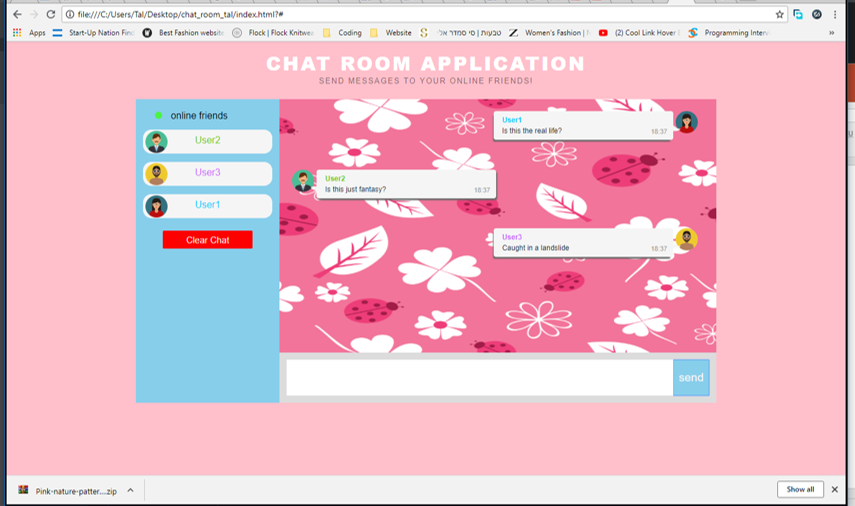 file:///C:/Users/Tal/Desktop/chat_room_tal/index.html?#
Apps Start-Up Nation Find Best Fashion website Flock | Flock Knitwea Coding Website טבעות | סי סמדר אלי Women's Fashion | (2) Cool Link Hover Programming Interv »
CHAT ROOM APPLICATION
SEND MESSAGES TO YOUR ONLINE FRIENDS!
online friends
User2
User3
User1
Clear Chat
User1
Is this the real life? 18:37
User2
Is this just fantasy? 18:37
User3
Caught in a landslide 18:37
send
Pink-nature-patter....zip
Show all